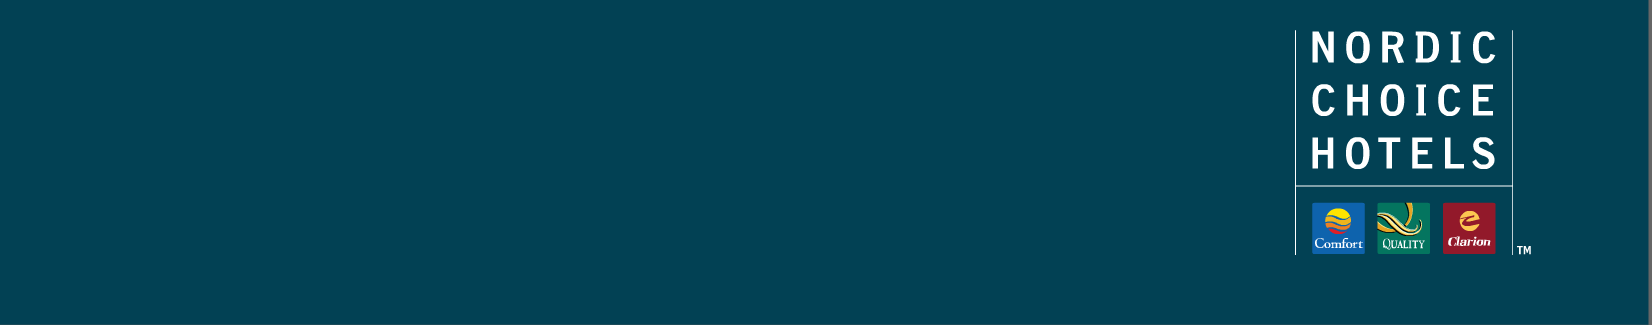 NORDIC
CHOICE
HOTELS
Comfort QUALITY Clarion TM